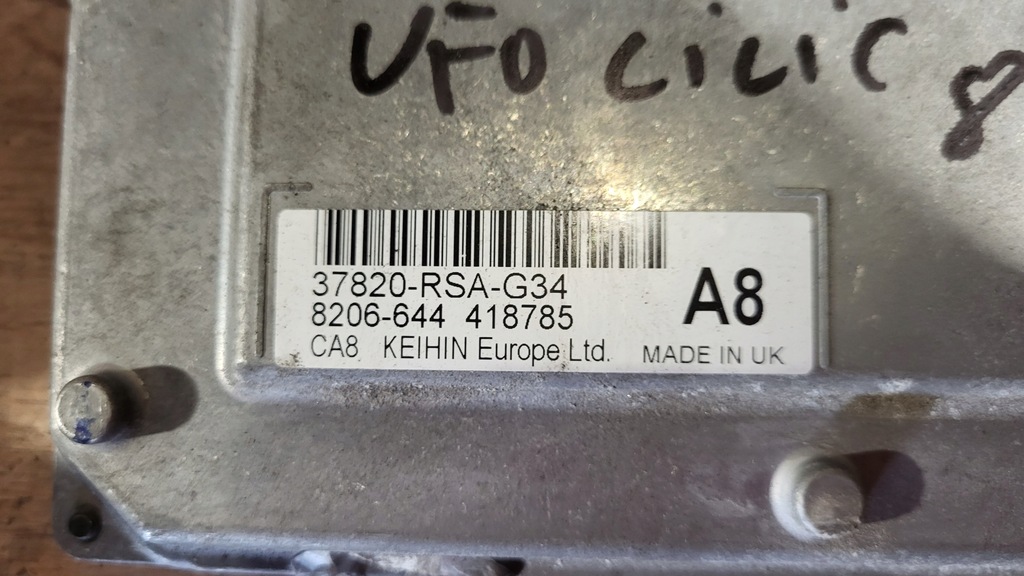 UFO CiViC 8
37820-RSA-G34
8206-644 418785
A8
CA8 KEIHIN Europe Ltd. MADE IN UK